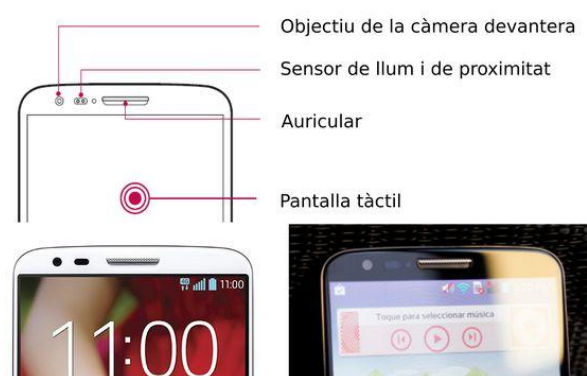 Objectiu de la càmera devantera
Sensor de llum i de proximitat
Auricular
Pantalla tàctil
4G
11:00
11:00
Toque para seleccionar música